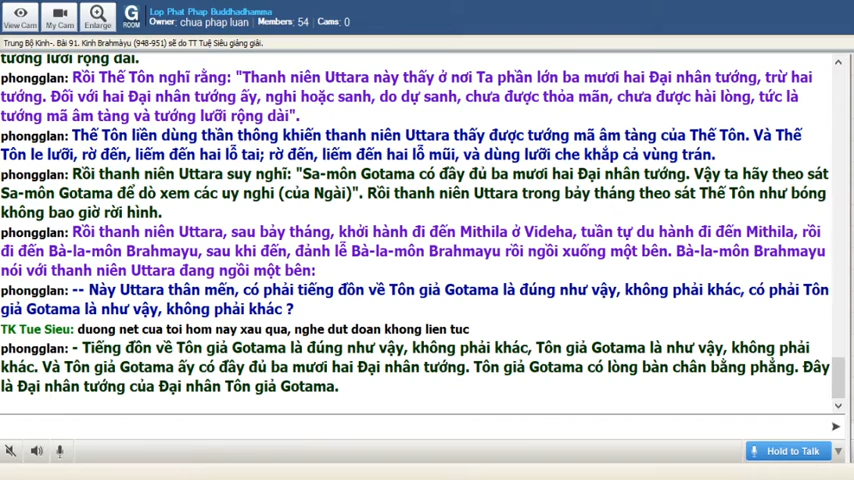 Lop Phat Phap Buddhadhamma
Owner: chua phap luan | Members: 54 | Cams: 0
View Cam
My Cam
Enlarge
G
ROOM
Trung Bộ Kinh-. Bài 91. Kinh Brahmàyu (948-951) sẽ do TT Tuệ Siêu giảng giải.
tướng lưỡi rộng dài.
phongglan: Rồi Thế Tôn nghĩ rằng: "Thanh niên Uttara này thấy ở nơi Ta phần lớn ba mươi hai Đại nhân tướng, trừ hai
tướng. Đối với hai Đại nhân tướng ấy, nghi hoặc sanh, do dự sanh, chưa được thỏa mãn, chưa được hài lòng, tức là
tướng mã âm tàng và tướng lưỡi rộng dài".
phongglan: Thế Tôn liền dùng thần thông khiến thanh niên Uttara thấy được tướng mã âm tàng của Thế Tôn. Và Thế
Tôn le lưỡi, rờ đến, liếm đến hai lỗ tai; rờ đến, liếm đến hai lỗ mũi, và dùng lưỡi che khắp cả vùng trán.
phongglan: Rồi thanh niên Uttara suy nghĩ: "Sa-môn Gotama có đầy đủ ba mươi hai Đại nhân tướng. Vậy ta hãy theo sát
Sa-môn Gotama để dò xem các uy nghi (của Ngài)". Rồi thanh niên Uttara trong bảy tháng theo sát Thế Tôn như bóng
không bao giờ rời hình.
phongglan: Rồi thanh niên Uttara, sau bảy tháng, khởi hành đi đến Mithila ở Videha, tuần tự du hành đi đến Mithila, rồi
đi đến Bà-la-môn Brahmayu, sau khi đến, đảnh lễ Bà-la-môn Brahmayu rồi ngồi xuống một bên. Bà-la-môn Brahmayu
nói với thanh niên Uttara đang ngồi một bên:
phongglan: -- Này Uttara thân mến, có phải tiếng đồn về Tôn giả Gotama là đúng như vậy, không phải khác, có phải Tôn
giả Gotama là như vậy, không phải khác ?
TK Tue Sieu: duong net cua toi hom nay xau qua, nghe dut doan khong lien tuc
phongglan: - Tiếng đồn về Tôn giả Gotama là đúng như vậy, không phải khác, Tôn giả Gotama là như vậy, không phải
khác. Và Tôn giả Gotama ấy có đầy đủ ba mươi hai Đại nhân tướng. Tôn giả Gotama có lòng bàn chân bằng phẳng. Đây
là Đại nhân tướng của Đại nhân Tôn giả Gotama.
Hold to Talk